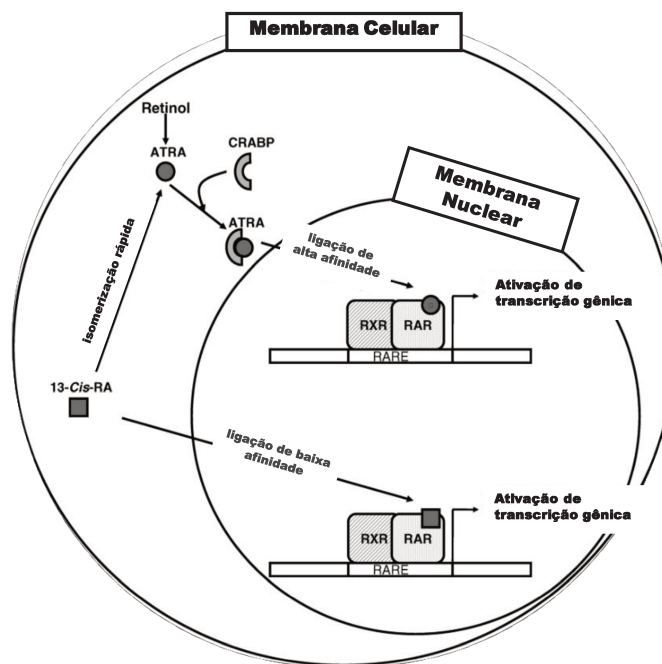 Membrana Celular
Retinol
ATRA
CRABP
Membrana
Nuclear
ATRA
ligação de
alta afinidade
isomerização rápida
Ativação de
transcrição gênica
RXR
RAR
RARE
13-Cis-RA
ligação de baixa
afinidade
Ativação de
transcrição gênica
RXR
RAR
RARE